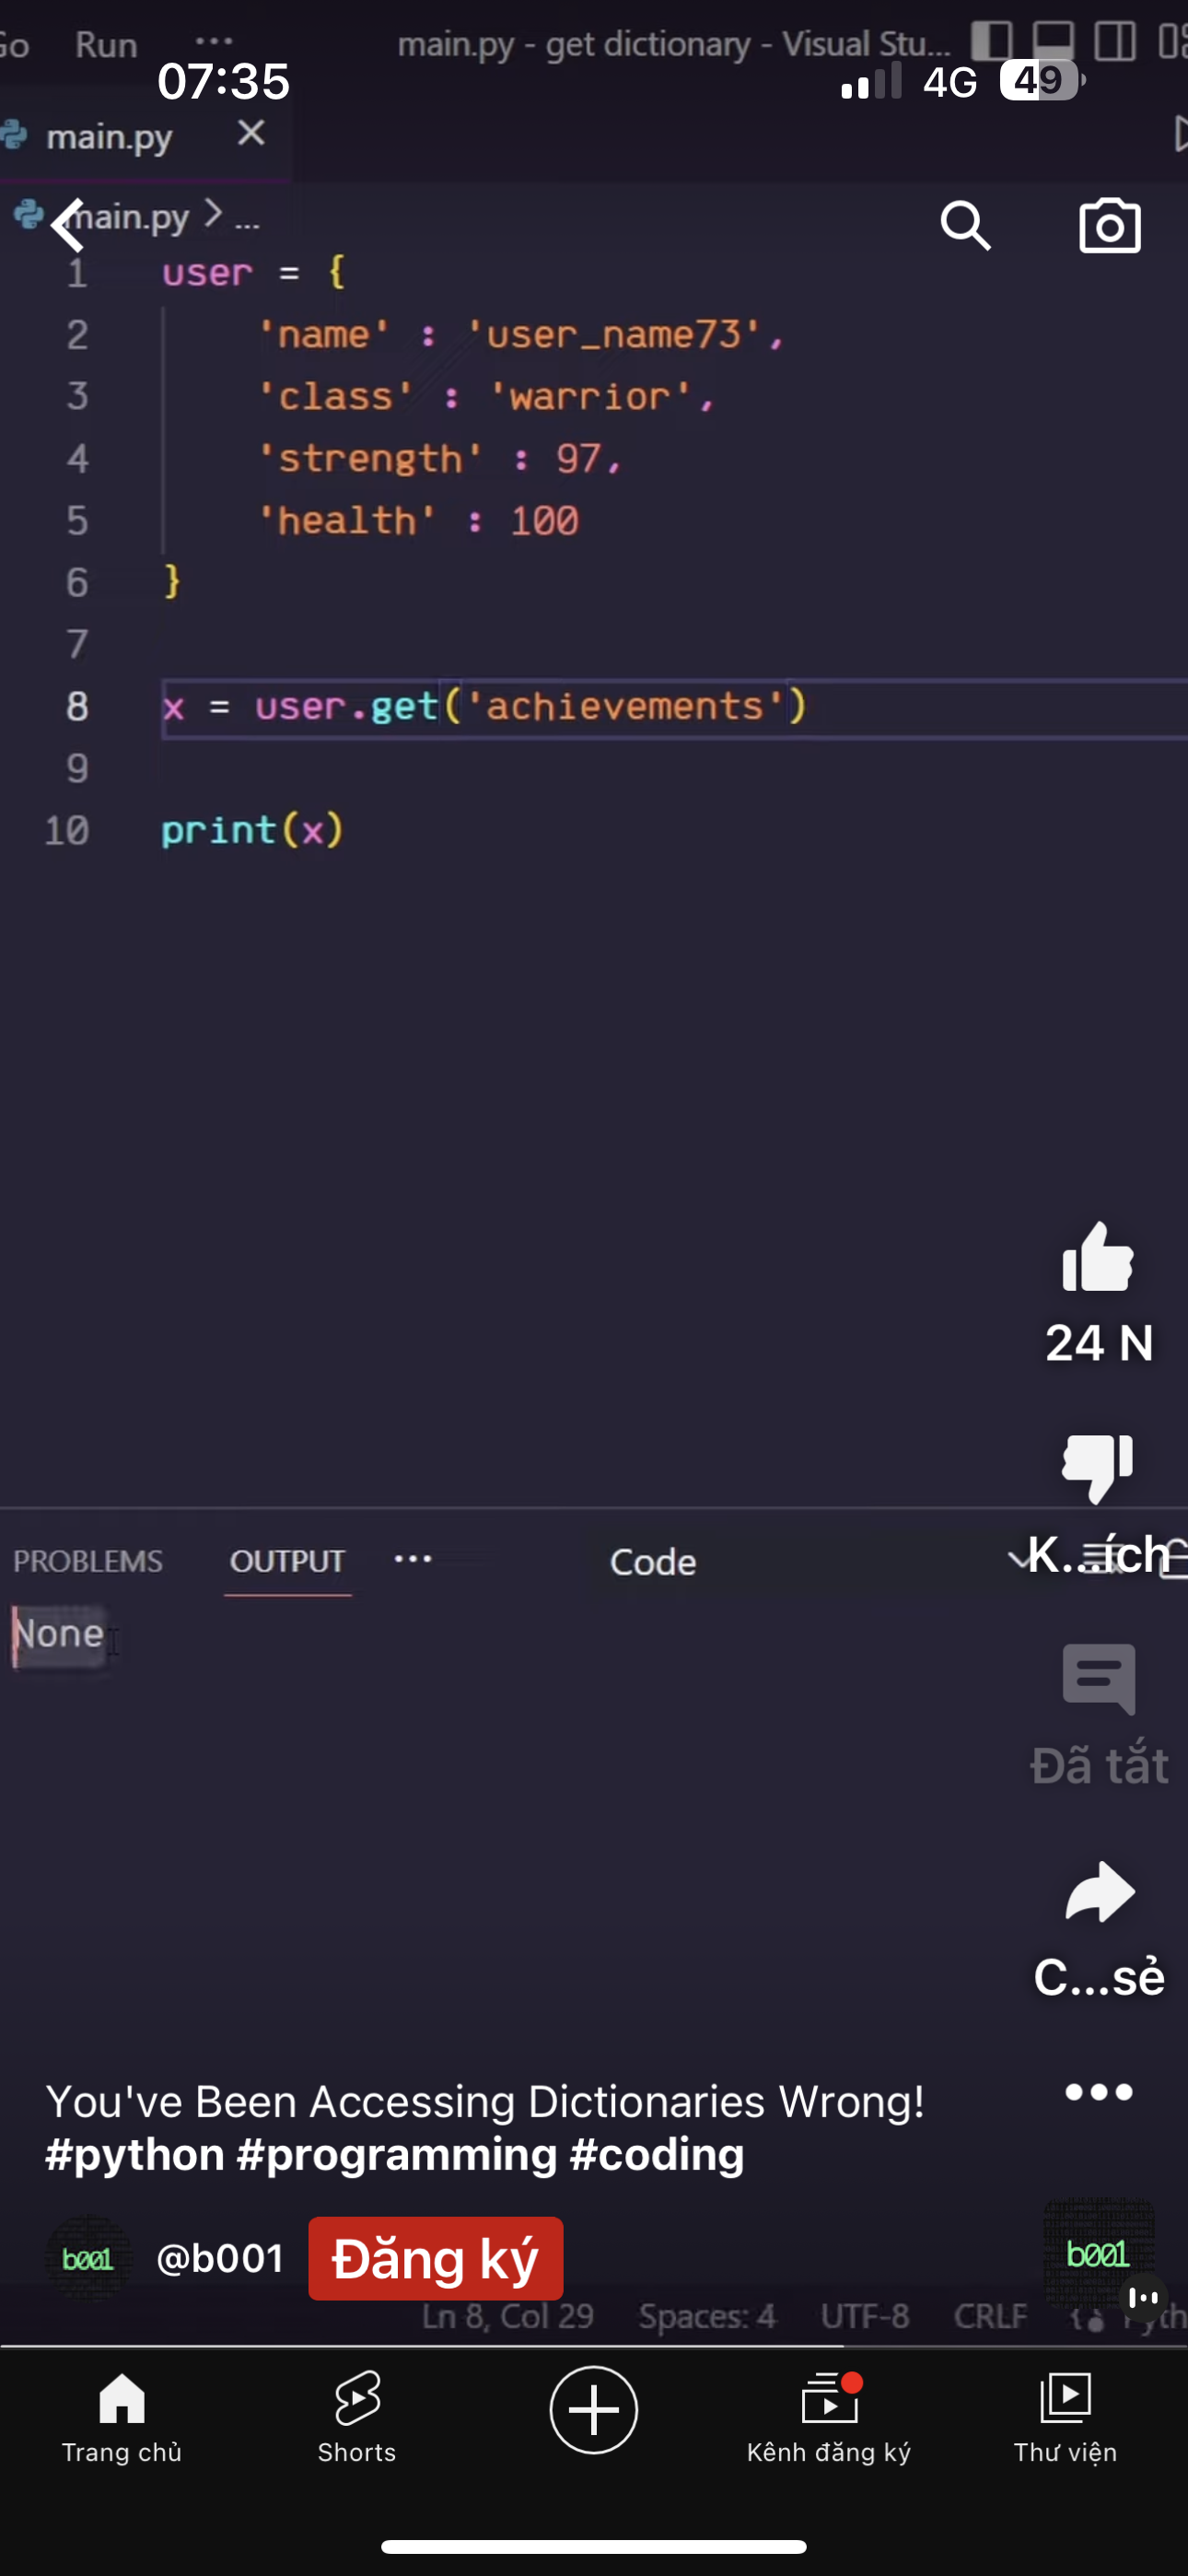 Run ... main.py - get dictionary - Visual Stu...
07:35 4G 49
main.py
main.py > ...
1 user = {
2 'name' : 'user_name73',
3 'class' : 'warrior',
4 'strength' : 97,
5 'health' : 100
6 }
7
8 x = user.get('achievements')
9
10 print(x)
24 N
PROBLEMS OUTPUT ... Code
K...ích
None
Đã tắt
C...sẻ
You've Been Accessing Dictionaries Wrong!
#python #programming #coding
b001 @b001 Đăng ký b001
Ln 8, Col 29 Spaces: 4 UTF-8 CRLF
Trang chủ Shorts Kênh đăng ký Thư viện